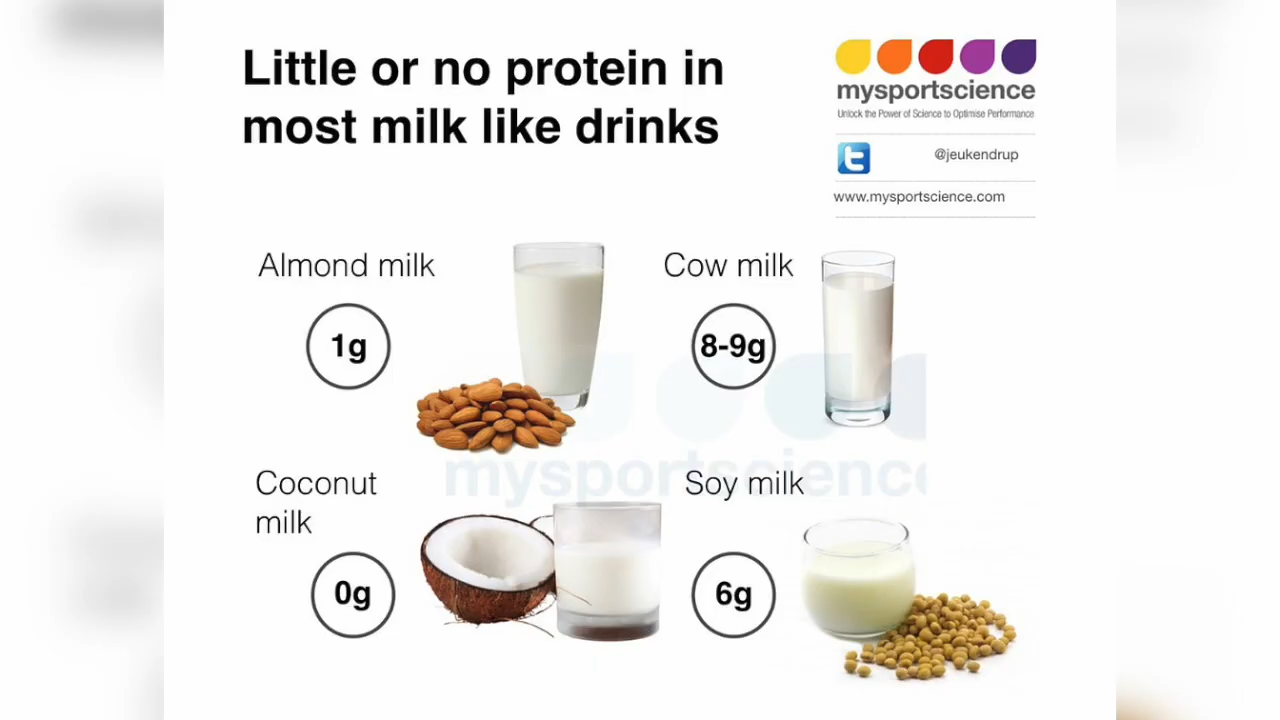 Little or no protein in
most milk like drinks
mysportscience
Unlock the Power of Science to Optimise Performance
@jeukendrup
www.mysportscience.com
Almond milk
1g
Cow milk
8-9g
mysportscience
Coconut
milk
0g
Soy milk
6g